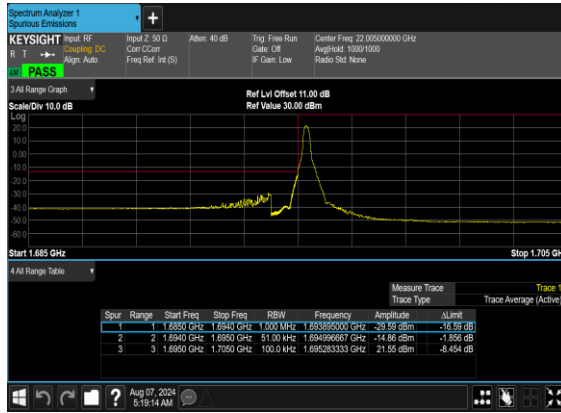 Spectrum Analyzer 1
Spurious Emissions
KEYSIGHT Input: RF Input Z: 50 Ω Atten: 40 dB Trig: Free Run Center Freq: 22.005000000 GHz
R T Coupling: DC Corr CCorr Gate: Off Avg|Hold: 1000/1000
Align: Auto Freq Ref: Int (S) IF Gain: Low Radio Std: None
PASS
3 All Range Graph Ref Lvl Offset 11.00 dB
Scale/Div 10.0 dB Ref Value 30.00 dBm
Log
20.0
10.0
0.00
-10.0
-20.0
-30.0
-40.0
-50.0
-60.0
Start 1.685 GHz Stop 1.705 GH
4 All Range Table
Measure Trace Trace 1
Trace Type Trace Average (Active)
Spur Range Start Freq Stop Freq RBW Frequency Amplitude ΔLimit
1 1 1.6850 GHz 1.6940 GHz 1.000 MHz 1.693895000 GHz -29.59 dBm -16.59 dB
2 2 1.6940 GHz 1.6950 GHz 51.00 kHz 1.694996667 GHz -14.86 dBm -1.856 dB
3 3 1.6950 GHz 1.7050 GHz 100.0 kHz 1.695283333 GHz 21.55 dBm -8.454 dB
? Aug 07, 2024
5:19:14 AM